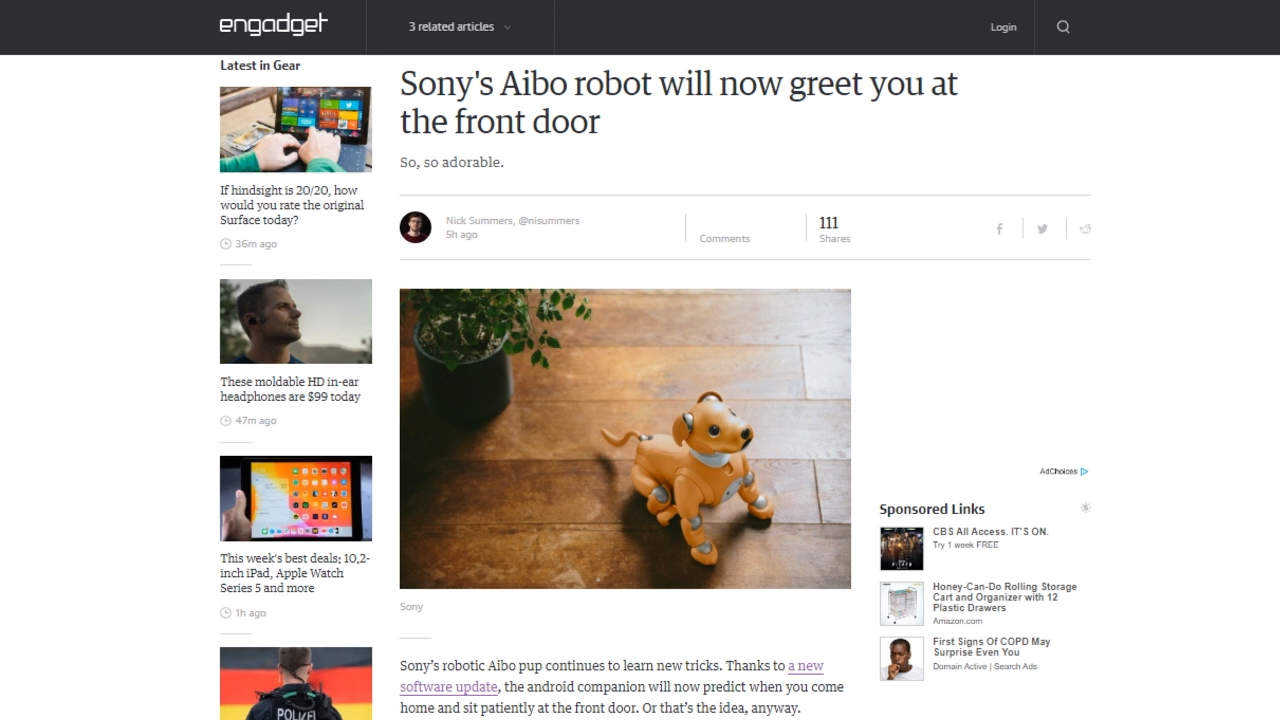 engadget
3 related articles
Login
Latest in Gear
If hindsight is 20/20, how
would you rate the original
Surface today?
36m ago
These moldable HD in-ear
headphones are $99 today
47m ago
This week's best deals: 10,2-
inch iPad, Apple Watch
Series 5 and more
1h ago
POLIZEI
Sony's Aibo robot will now greet you at
the front door
So, so adorable.
Nick Summers, @nisummers
5h ago
Comments
111
Shares
Sony
Sony's robotic Aibo pup continues to learn new tricks. Thanks to a new
software update, the android companion will now predict when you come
home and sit patiently at the front door. Or that's the idea, anyway.
AdChoices
Sponsored Links
CBS All Access. IT'S ON.
Try 1 week FREE
Honey-Can-Do Rolling Storage
Cart and Organizer with 12
Plastic Drawers
Amazon.com
First Signs Of COPD May
Surprise Even You
Domain Active | Search Ads